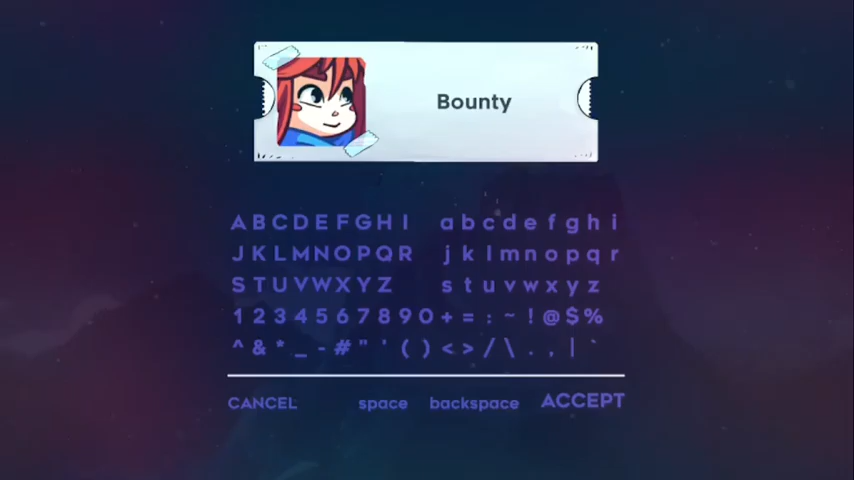 Bounty
A B C D E F G H I a b c d e f g h i
J K L M N O P Q R j k l m n o p q r
S T U V W X Y Z s t u v w x y z
1 2 3 4 5 6 7 8 9 0 + = : ~ ! @ $ %
^ & * _ - # " ' ( ) < > / \ . , | `
CANCEL space backspace ACCEPT